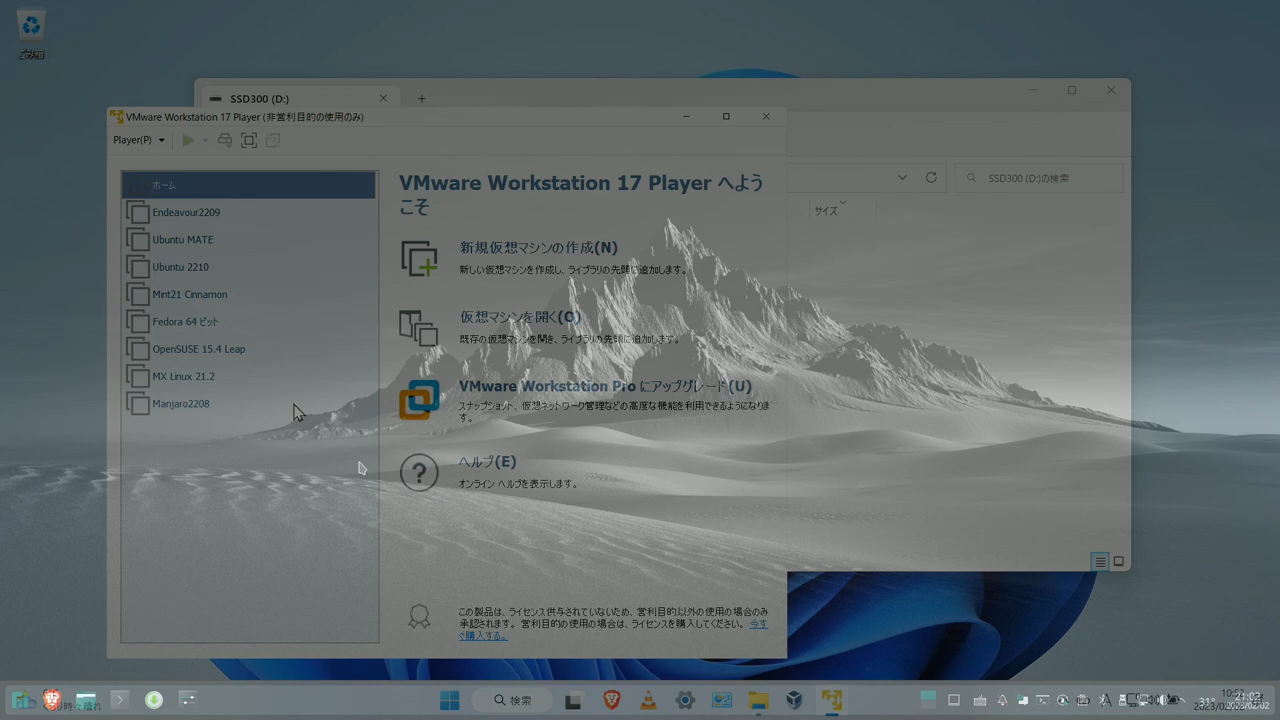 ごみ箱
SSD300 (D:)
VMware Workstation 17 Player (非営利目的の使用のみ)
Player(P)
SSD300 (D:)の検索
サイズ
ホーム
Endeavour2209
Ubuntu MATE
Ubuntu 2210
Mint21 Cinnamon
Fedora 64 ビット
OpenSUSE 15.4 Leap
MX Linux 21.2
Manjaro2208
VMware Workstation 17 Player へよう
こそ
新規仮想マシンの作成(N)
新しい仮想マシンを作成し、ライブラリの先頭に追加します。
仮想マシンを開く(O)
既存の仮想マシンを開き、ライブラリの先頭に追加します。
VMware Workstation Pro にアップグレード(U)
スナップショット、仮想ネットワーク管理などの高度な機能を利用できるようになりま
す。
ヘルプ(E)
オンライン ヘルプを表示します。
この製品は、ライセンス供与されていないため、営利目的以外の使用の場合のみ
承認されます。営利目的の使用の場合は、ライセンスを購入してください。今す
ぐ購入する。
時々晴れ
検索
21:02
2023/02/02